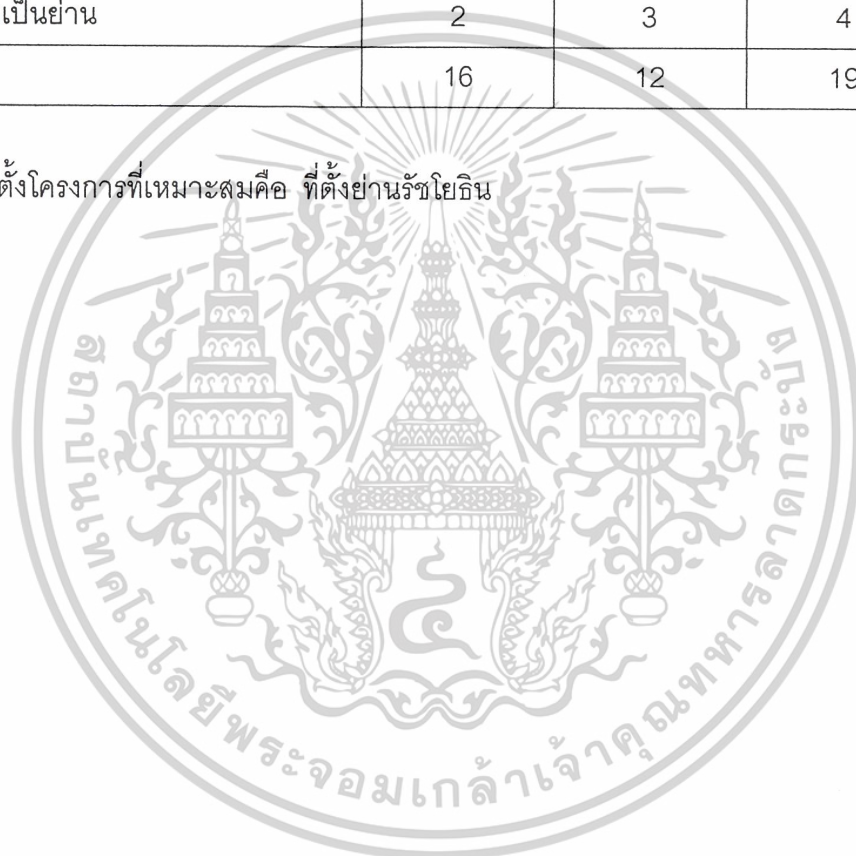 เป็นย่าน 2 3 4
16 12 19
ตั้งโครงการที่เหมาะสมคือ ที่ตั้งย่านรัชโยธิน
สถาบันเทคโนโลยีพระจอมเกล้าเจ้าคุณทหารลาดกระบัง
๔